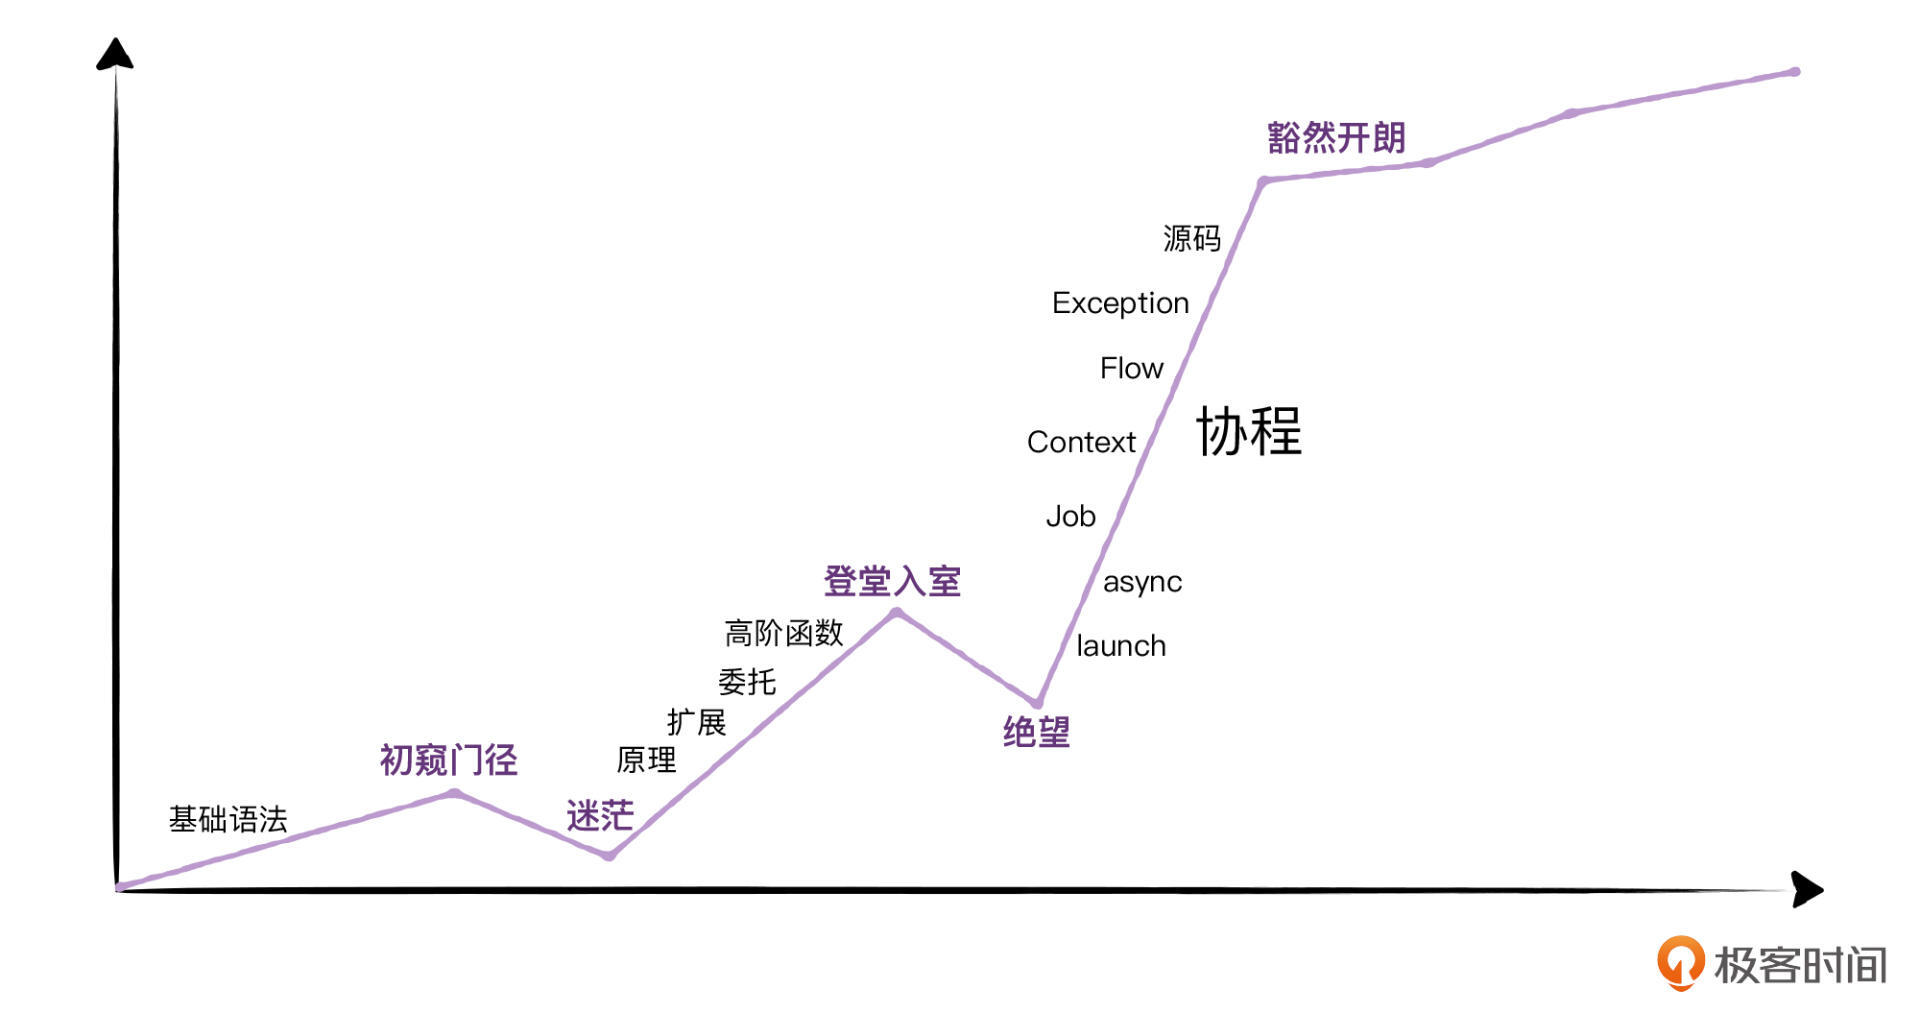 豁然开朗
源码
Exception
Flow
协程
Context
Job
登堂入室
async
高阶函数
launch
委托
扩展
绝望
初窥门径
原理
迷茫
基础语法
极客时间